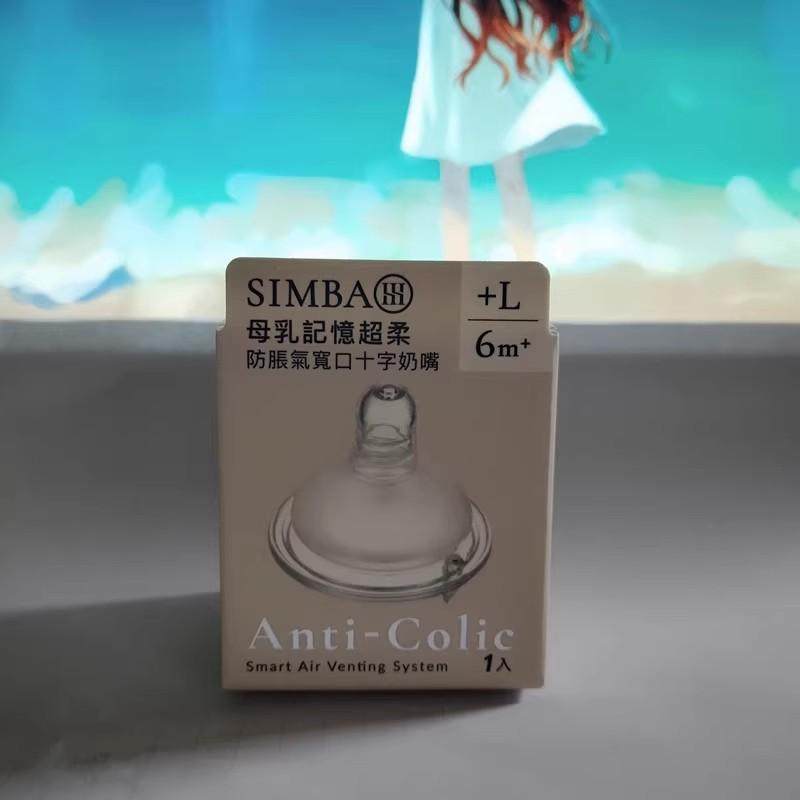 SIMBA
+L
6m+
母乳記憶超柔
防脹氣寬口十字奶嘴
Anti-Colic
Smart Air Venting System
1入